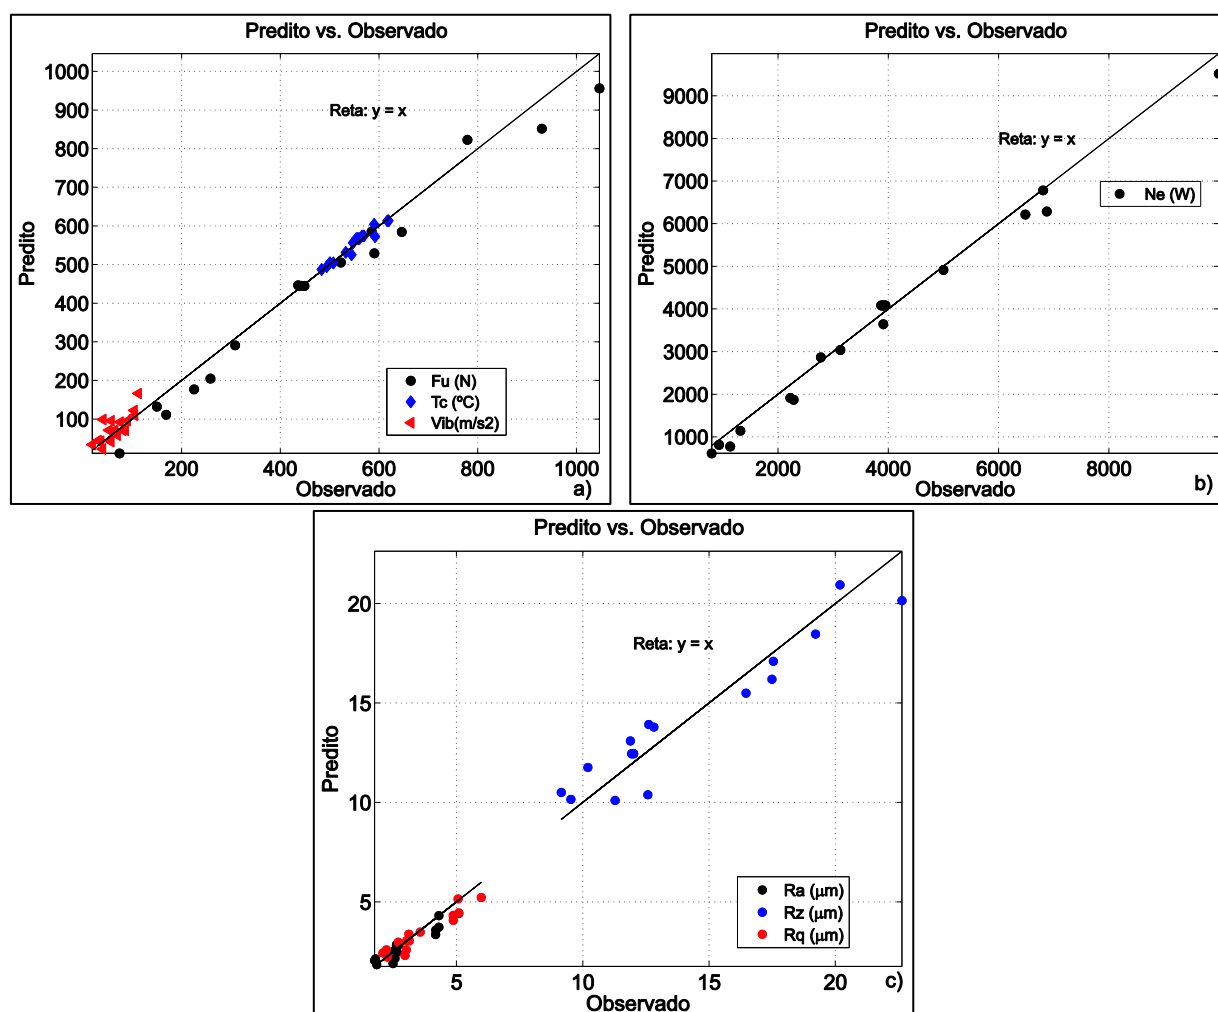 Predito vs. Observado
1000
900
800
700
600
500
400
300
200
100
Predito
Reta: y = x
Fu (N)
Tc (ºC)
Vib(m/s2)
200
400
600
800
1000
Observado
a)
Predito vs. Observado
9000
8000
7000
6000
5000
4000
3000
2000
1000
Predito
Reta: y = x
Ne (W)
2000
4000
6000
8000
Observado
b)
Predito vs. Observado
20
15
10
5
Predito
Reta: y = x
Ra (μm)
Rz (μm)
Rq (μm)
5
10
15
20
Observado
c)